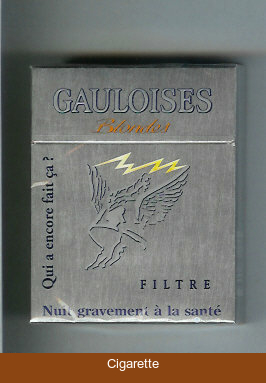 GAULOISES
Blondes
Qui a encore fait ça ?
FILTRE
Nuit gravement à la santé
Cigarette